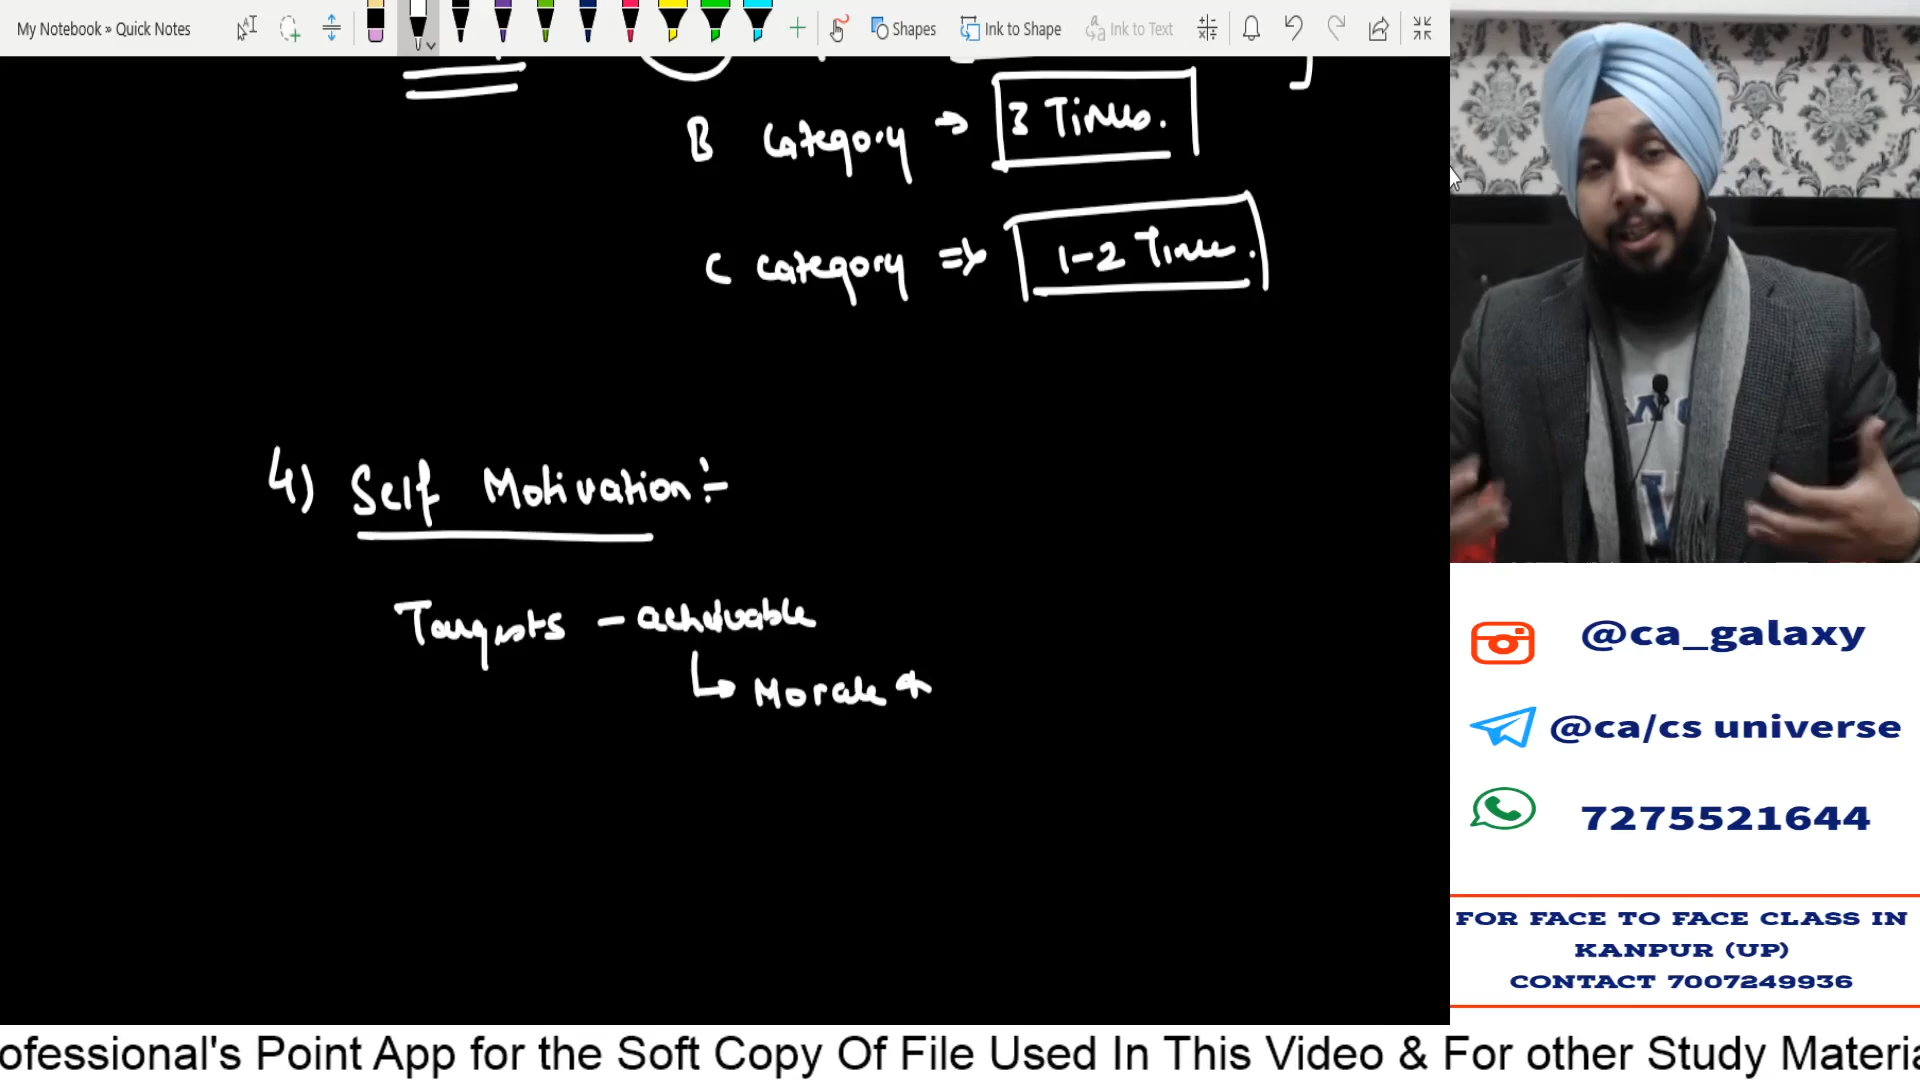 My Notebook » Quick Notes
Shapes
Ink to Shape
Ink to Text
B Category → 3 Times.
C Category ⇒ 1-2 Times.
4) Self Motivation :-
Targets - achievable
Morale ↑
@ca_galaxy
@ca/cs universe
7275521644
FOR FACE TO FACE CLASS IN
KANPUR (UP)
CONTACT 7007249936
ofessional's Point App for the Soft Copy Of File Used In This Video & For other Study Materia